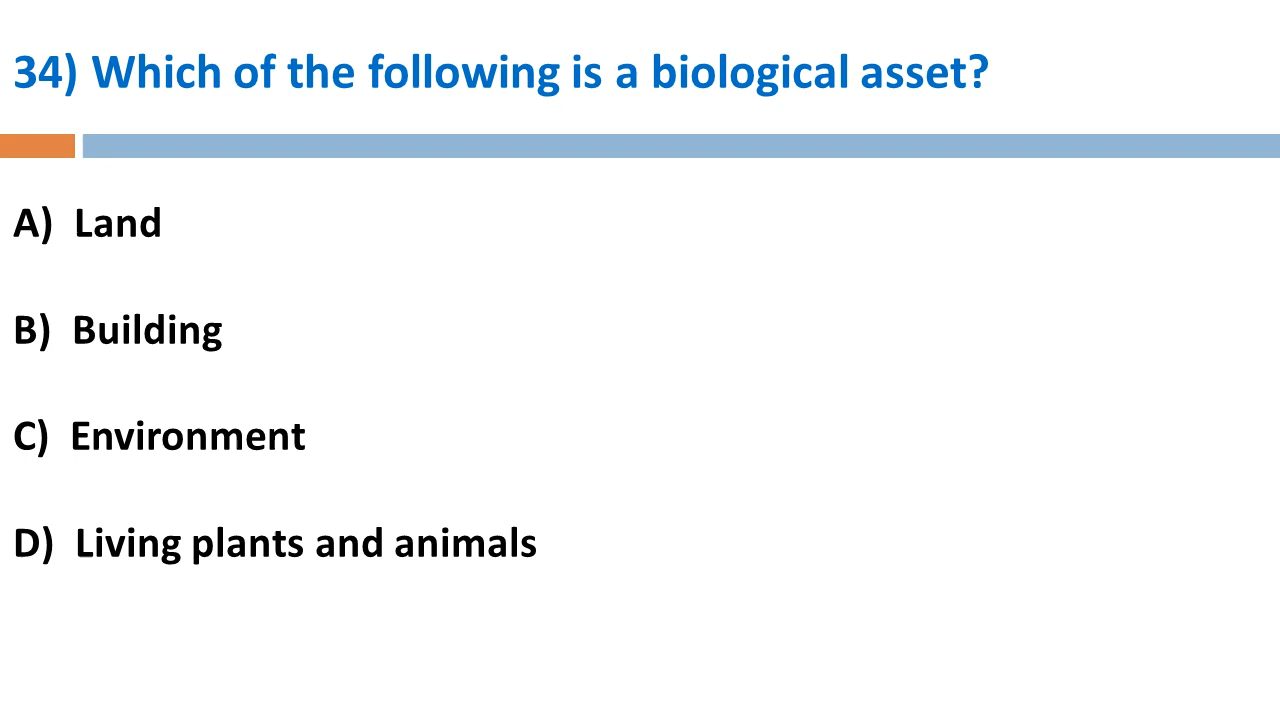 34) Which of the following is a biological asset?
A) Land
B) Building
C) Environment
D) Living plants and animals